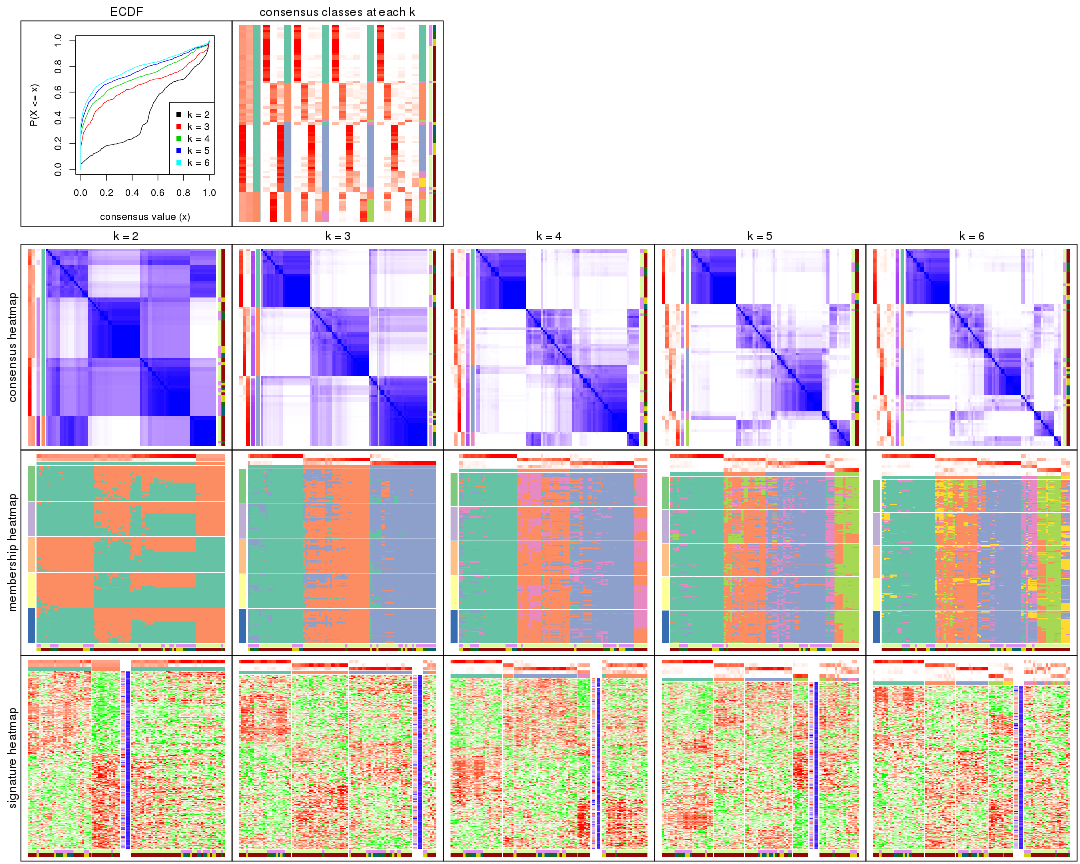 ECDF
consensus classes at each k
P(X <= x)
0.0 0.2 0.4 0.6 0.8 1.0
k = 2
k = 3
k = 4
k = 5
k = 6
0.0 0.2 0.4 0.6 0.8 1.0
consensus value (x)
k = 2
k = 3
k = 4
k = 5
k = 6
consensus heatmap
membership heatmap
signature heatmap